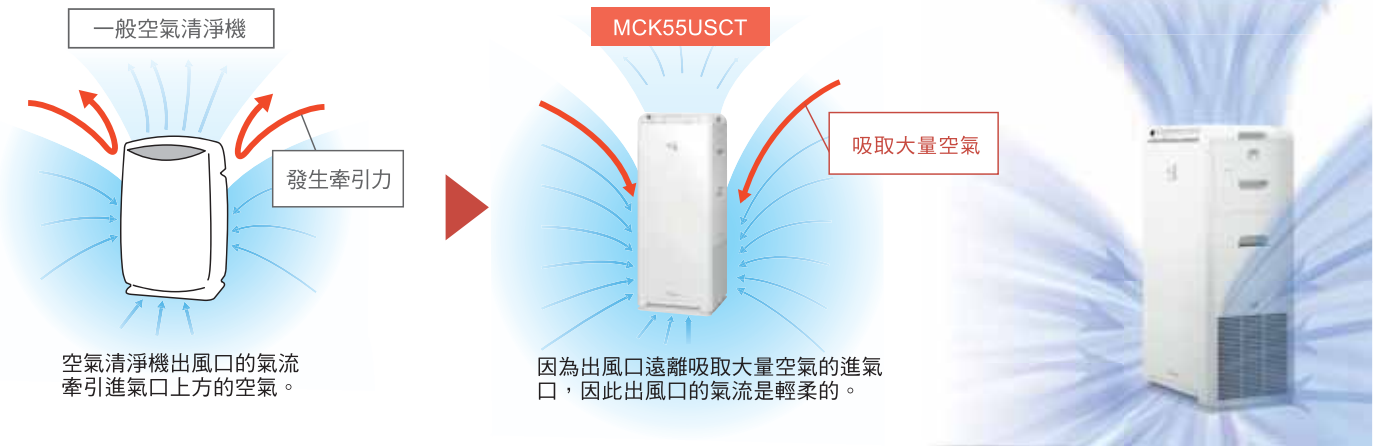 一般空氣清淨機
發生牽引力
空氣清淨機出風口的氣流
牽引進氣口上方的空氣。
MCK55USCT
吸取大量空氣
因為出風口遠離吸取大量空氣的進氣
口，因此出風口的氣流是輕柔的。